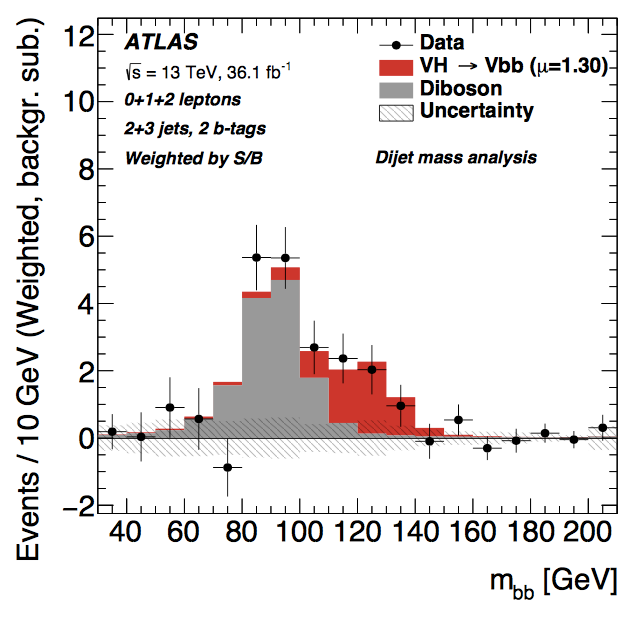 ATLAS
√s = 13 TeV, 36.1 fb⁻¹
0+1+2 leptons
2+3 jets, 2 b-tags
Weighted by S/B
Data
VH → Vbb (μ=1.30)
Diboson
Uncertainty
Dijet mass analysis
Events / 10 GeV (Weighted, backgr. sub.)
12
10
8
6
4
2
0
−2
40 60 80 100 120 140 160 180 200
m_bb [GeV]